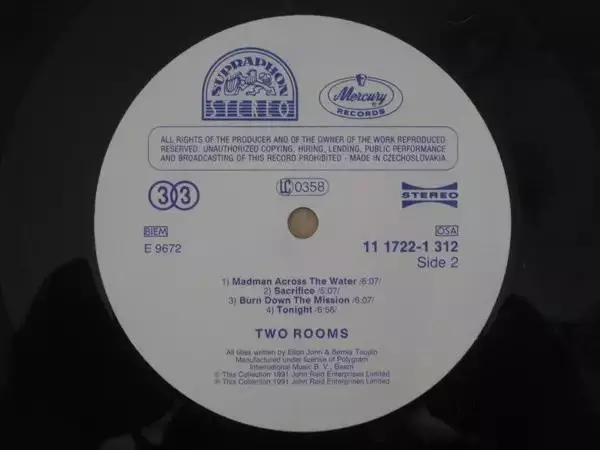 SUPRAPHON
STEREO
Mercury
RECORDS
ALL RIGHTS OF THE PRODUCER AND OF THE OWNER OF THE WORK REPRODUCED
RESERVED. UNAUTHORIZED COPYING, HIRING, LENDING, PUBLIC PERFORMANCE
AND BROADCASTING OF THIS RECORD PROHIBITED - MADE IN CZECHOSLOVAKIA
33
LC 0358
STEREO
BIEM
OSA
E 9672
11 1722-1 312
Side 2
1) Madman Across The Water /6:07/
2) Sacrifice /5:07/
3) Burn Down The Mission /6:07/
4) Tonight /6:56/
TWO ROOMS
All titles written by Elton John & Bernie Taupin
Manufactured under license of Polygram
International Music B. V., Baarn
© This Collection 1991 John Reid Enterprises Limited
℗ This Collection 1991 John Reid Enterprises Limited